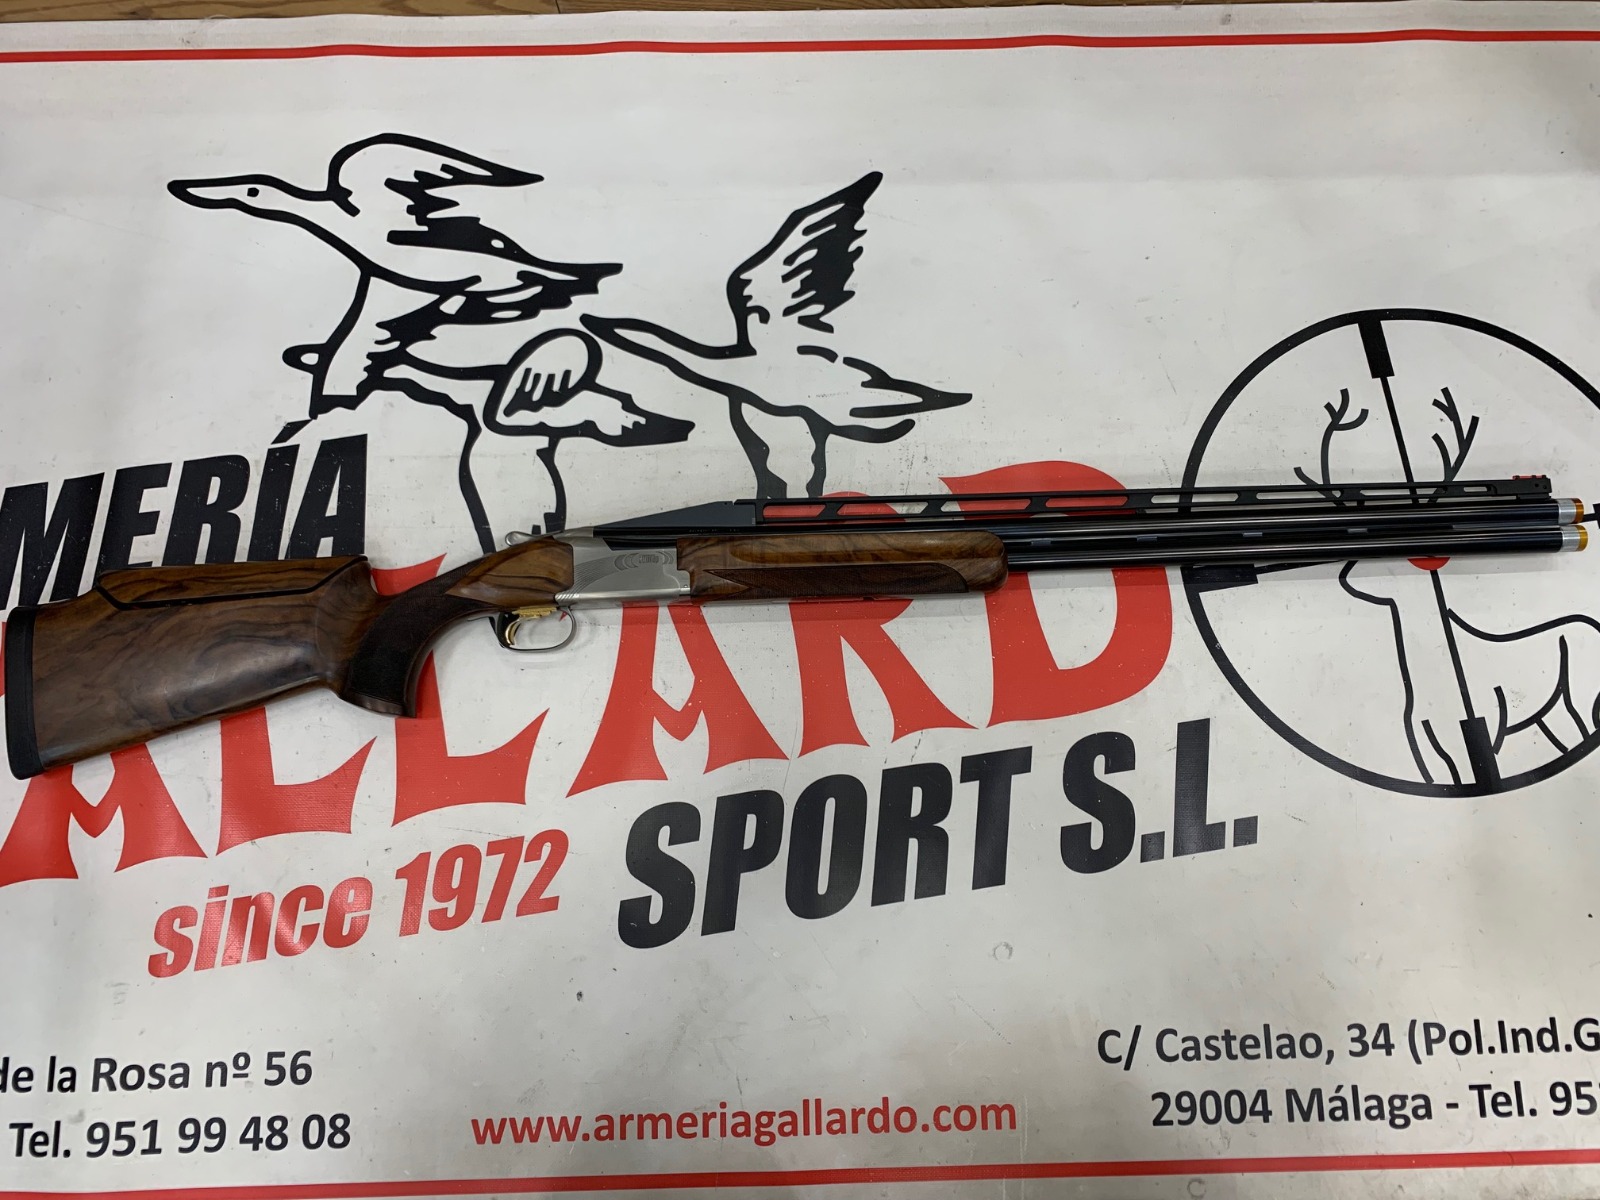 MERÍA
ALLARDO
SPORT S.L.
since 1972
de la Rosa nº 56
Tel. 951 99 48 08
www.armeriagallardo.com
C/ Castelao, 34 (Pol.Ind.G
29004 Málaga - Tel. 95